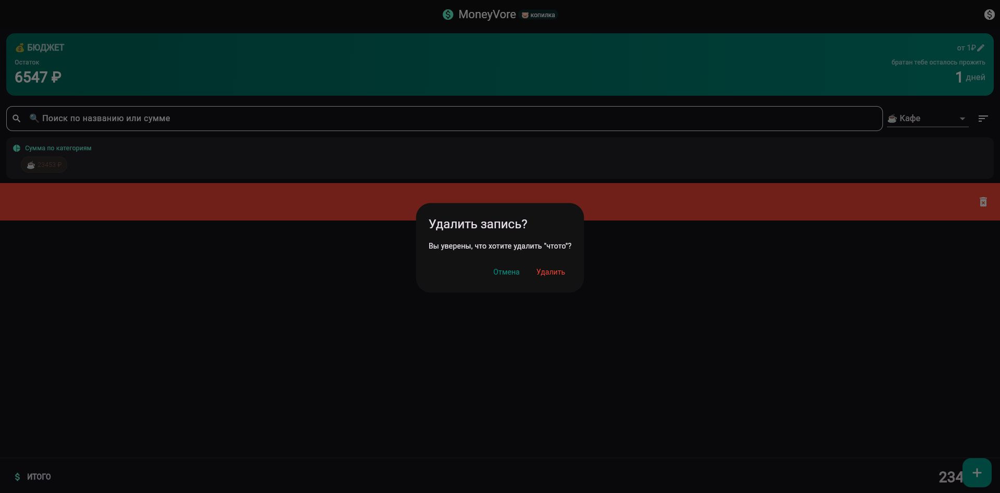 MoneyVore 🐷 копилка
💰 БЮДЖЕТ
от 1₽
Остаток
братан тебе осталось прожить
6547 ₽
1 дней
🔍 Поиск по названию или сумме
☕ Кафе
Сумма по категориям
☕ 23453 ₽
Удалить запись?
Вы уверены, что хотите удалить "чтото"?
Отмена
Удалить
$ ИТОГО
234